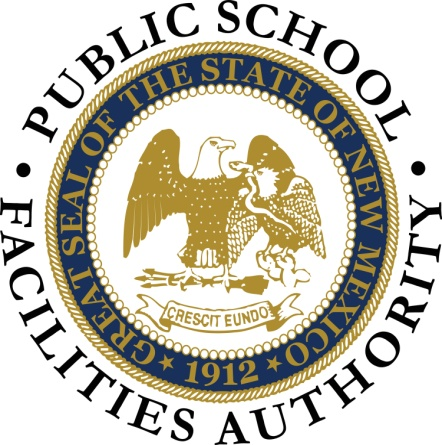 • PUBLIC SCHOOL •
FACILITIES AUTHORITY
GREAT SEAL OF THE STATE OF NEW MEXICO
★ 1912 ★
CRESCIT EUNDO